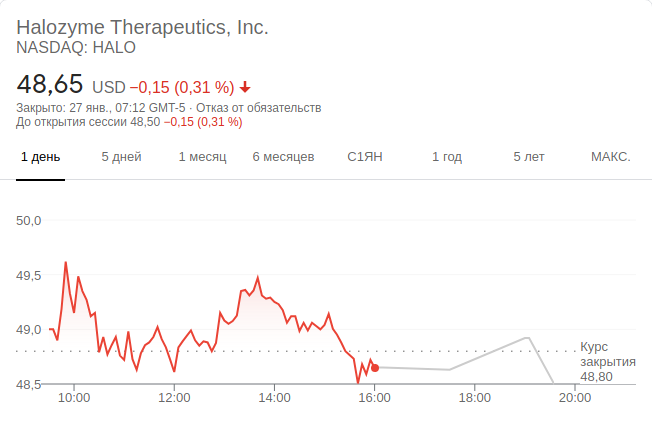 Halozyme Therapeutics, Inc.
NASDAQ: HALO
48,65 USD −0,15 (0,31 %)
Закрыто: 27 янв., 07:12 GMT-5 · Отказ от обязательств
До открытия сессии 48,50 −0,15 (0,31 %)
1 день 5 дней 1 месяц 6 месяцев С1ЯН 1 год 5 лет МАКС.
50,0
49,5
49,0
Курс
закрытия
48,80
48,5
10:00 12:00 14:00 16:00 18:00 20:00